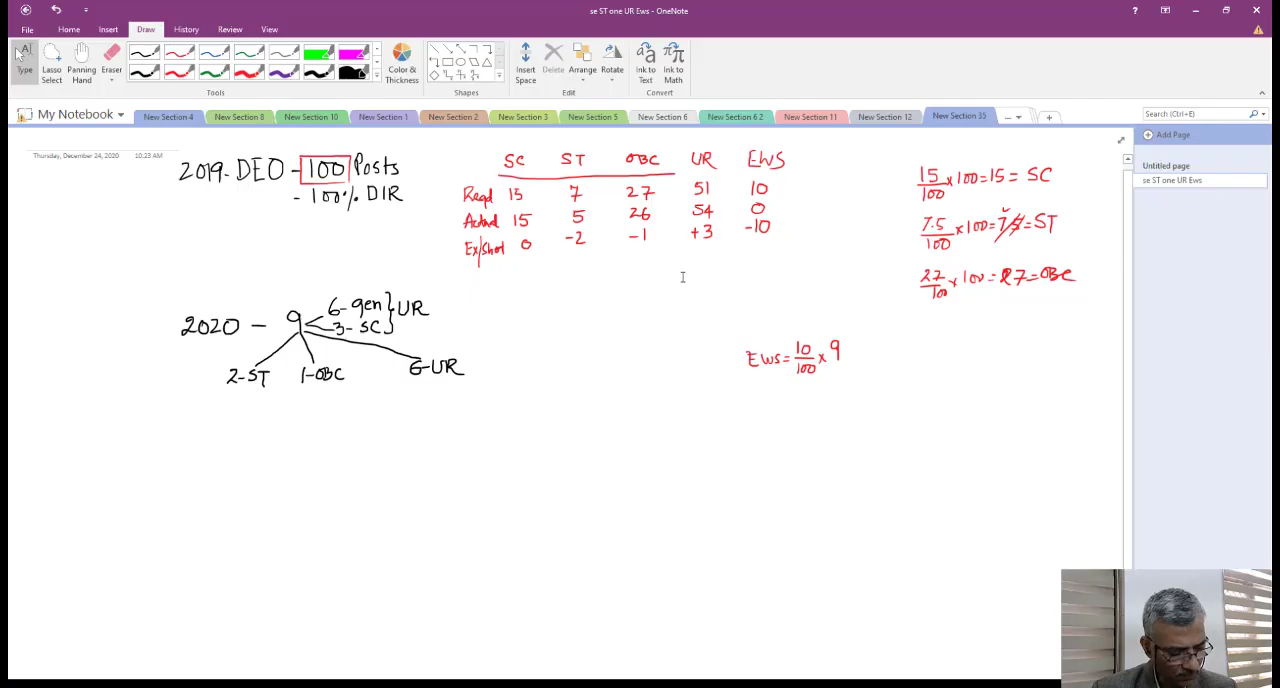 se ST one UR Ews - OneNote
File Home Insert Draw History Review View
Type
Lasso Select
Panning Hand
Eraser
Color & Thickness
Insert Space
Delete
Arrange
Rotate
Ink to Text
Ink to Math
Tools
Shapes
Edit
Convert
My Notebook
New Section 4
New Section 8
New Section 10
New Section 1
New Section 2
New Section 3
New Section 5
New Section 6
New Section 6 2
New Section 11
New Section 12
New Section 35
Search (Ctrl+E)
Add Page
Untitled page
se ST one UR Ews
Thursday, December 24, 2020 10:23 AM
2019-DEO - 100 Posts
- 100% DIR
SC ST OBC UR EWS
Reqd 15 7 27 51 10
Actual 15 5 26 54 0
Ex/Short 0 -2 -1 +3 -10
15/100 x 100 = 15 = SC
7.5/100 x 100 = 7.5 = ST
27/100 x 100 = 27 = OBC
2020 - 9
6-gen } UR
3-SC
2-ST 1-OBC 6-UR
EWS = 10/100 x 9